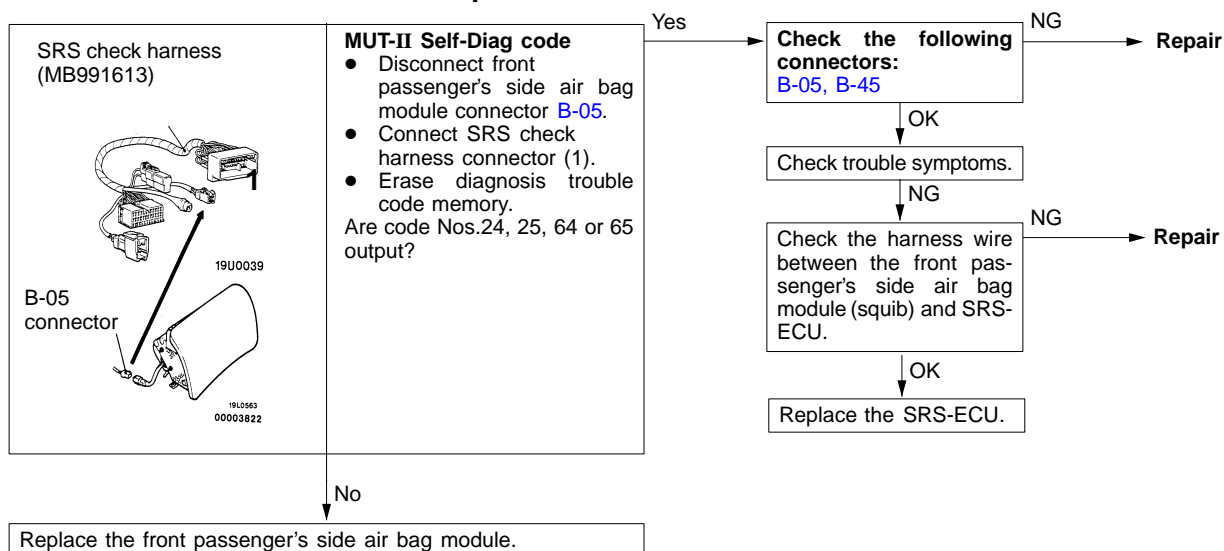 SRS check harness
(MB991613)
19U0039
B-05
connector
19L0563
00003822
MUT-II Self-Diag code
● Disconnect front
passenger's side air bag
module connector B-05.
● Connect SRS check
harness connector (1).
● Erase diagnosis trouble
code memory.
Are code Nos.24, 25, 64 or 65
output?
Yes
Check the following
connectors:
B-05, B-45
NG
Repair
OK
Check trouble symptoms.
NG
Check the harness wire
between the front pas-
senger's side air bag
module (squib) and SRS-
ECU.
NG
Repair
OK
Replace the SRS-ECU.
No
Replace the front passenger's side air bag module.